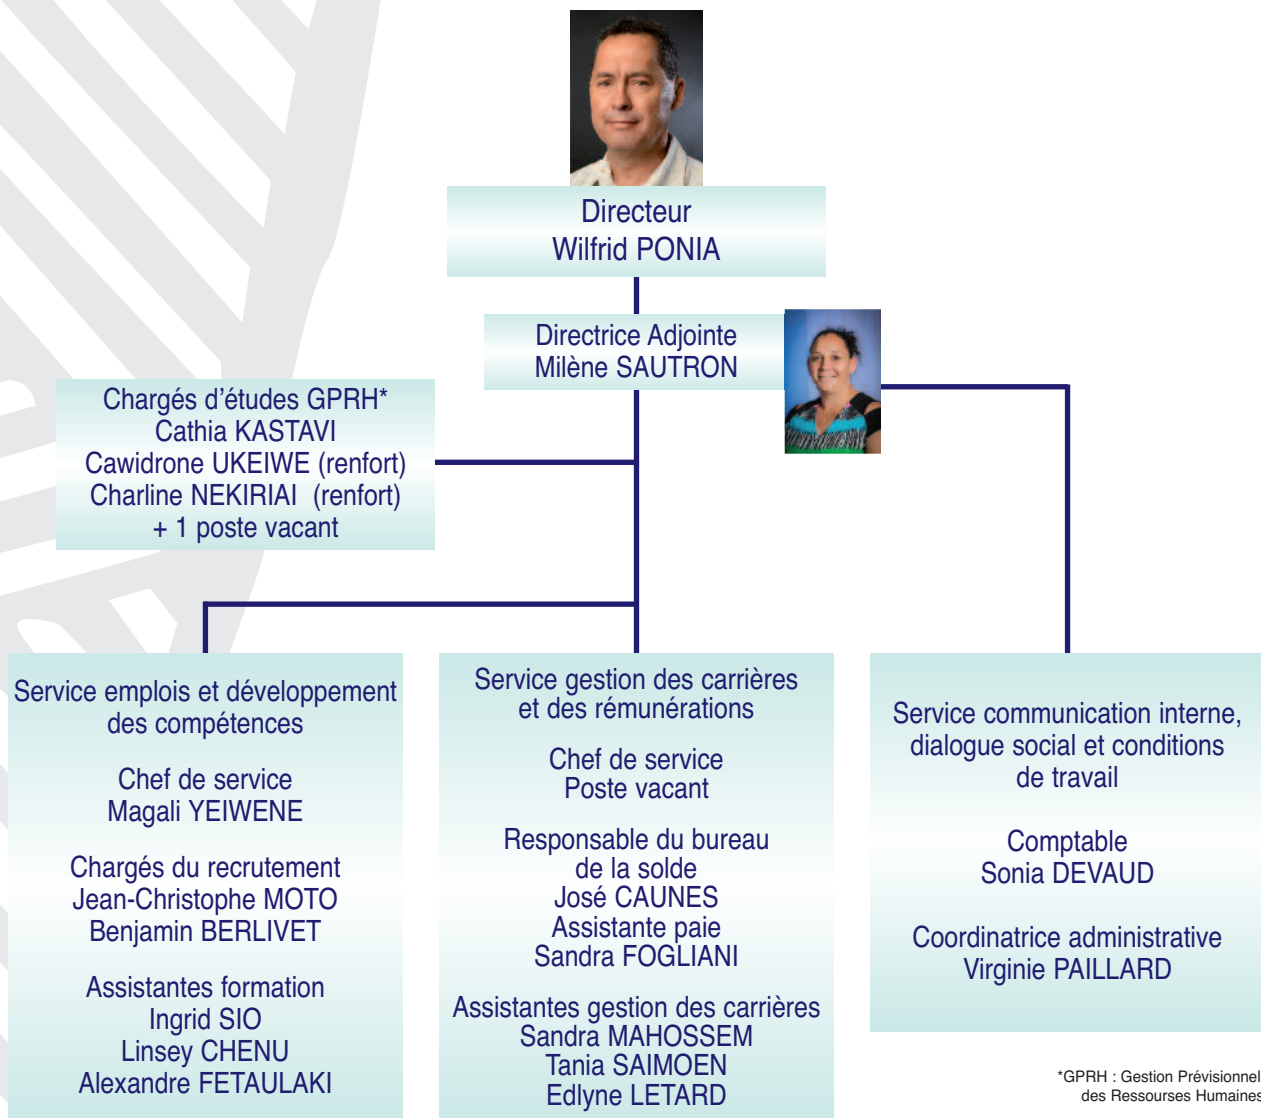 Directeur
Wilfrid PONIA
Directrice Adjointe
Milène SAUTRON
Chargés d’études GPRH*
Cathia KASTAVI
Cawidrone UKEIWE (renfort)
Charline NEKIRIAI (renfort)
+ 1 poste vacant
Service emplois et développement
des compétences
Chef de service
Magali YEIWENE
Chargés du recrutement
Jean-Christophe MOTO
Benjamin BERLIVET
Assistantes formation
Ingrid SIO
Linsey CHENU
Alexandre FETAULAKI
Service gestion des carrières
et des rémunérations
Chef de service
Poste vacant
Responsable du bureau
de la solde
José CAUNES
Assistante paie
Sandra FOGLIANI
Assistantes gestion des carrières
Sandra MAHOSSEM
Tania SAIMOEN
Edlyne LETARD
Service communication interne,
dialogue social et conditions
de travail
Comptable
Sonia DEVAUD
Coordinatrice administrative
Virginie PAILLARD
*GPRH : Gestion Prévisionnel
des Ressourses Humaines